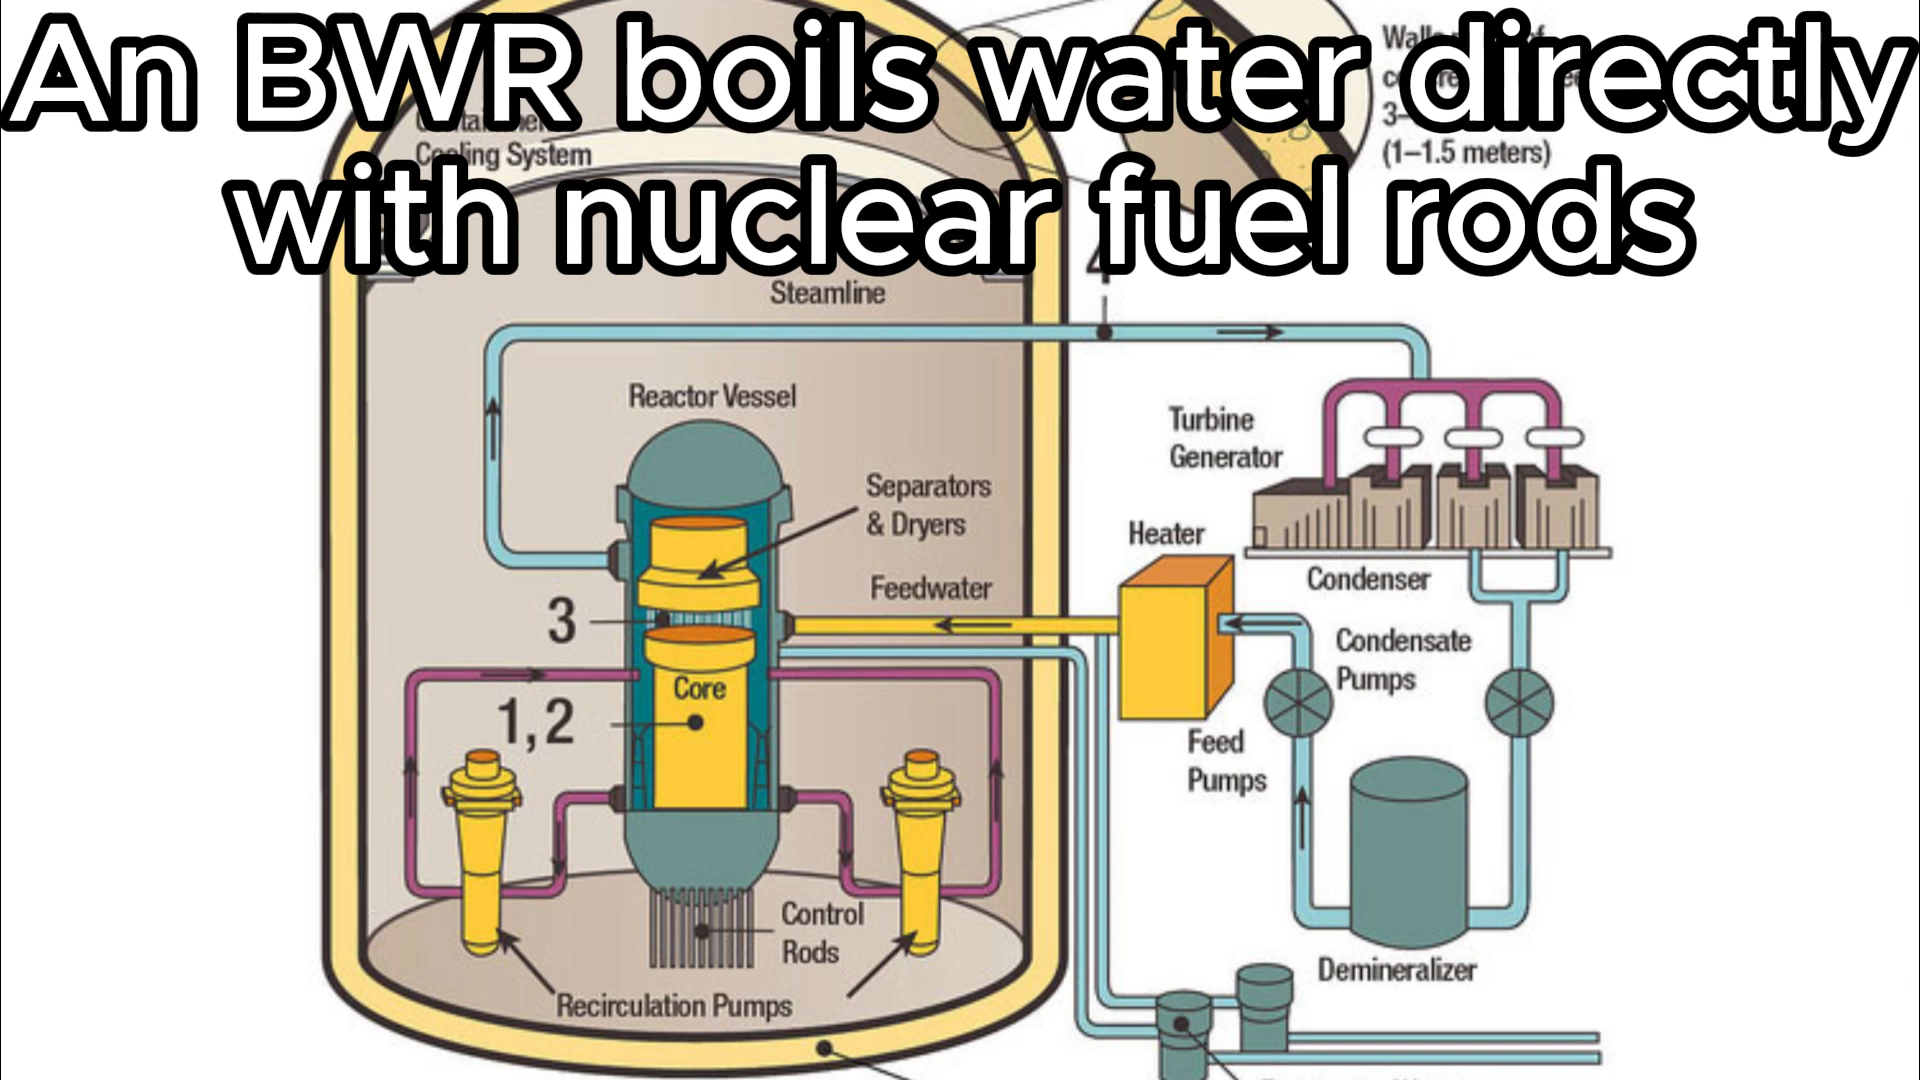 An BWR boils water directly
with nuclear fuel rods
Cooling System
(1–1.5 meters)
4
Steamline
Reactor Vessel
Turbine
Generator
Separators
& Dryers
Heater
Feedwater
Condenser
3
Condensate
Pumps
Core
1, 2
Feed
Pumps
Control
Rods
Demineralizer
Recirculation Pumps